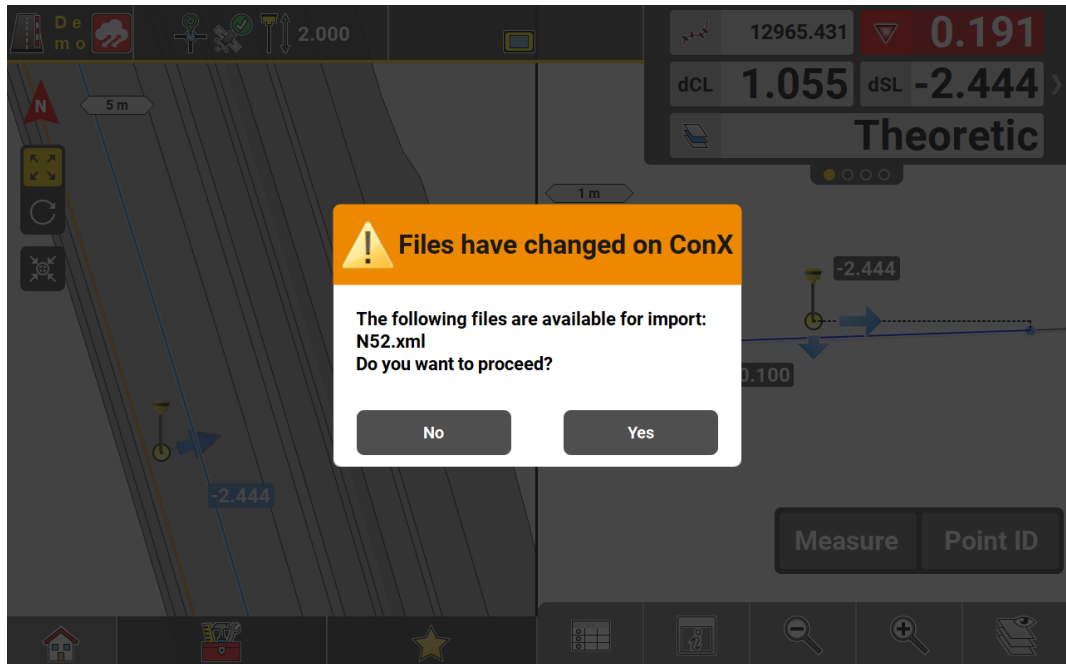 De
mo
2.000
12965.431
0.191
dCL
1.055
dSL
-2.444
Theoretic
N
5 m
1 m
Files have changed on ConX
The following files are available for import:
N52.xml
Do you want to proceed?
No
Yes
-2.444
0.100
-2.444
Measure
Point ID